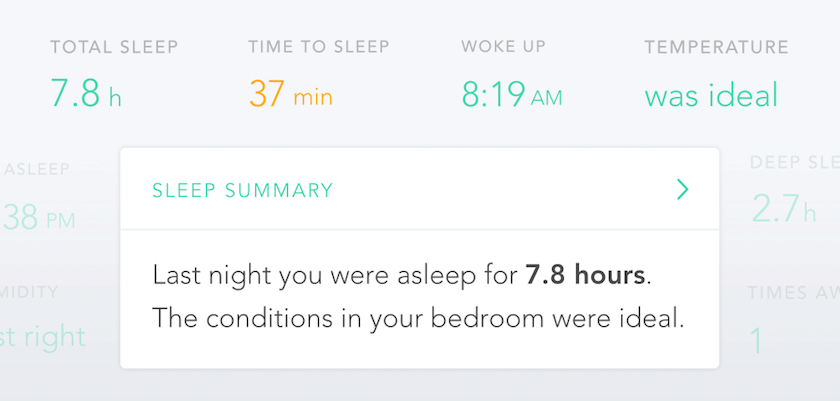 TOTAL SLEEP TIME TO SLEEP WOKE UP TEMPERATURE
7.8 h 37 min 8:19 AM was ideal
ASLEEP DEEP SLE
SLEEP SUMMARY
38 PM 2.7 h
Last night you were asleep for 7.8 hours.
MIDITY TIMES AW
The conditions in your bedroom were ideal.
st right 1